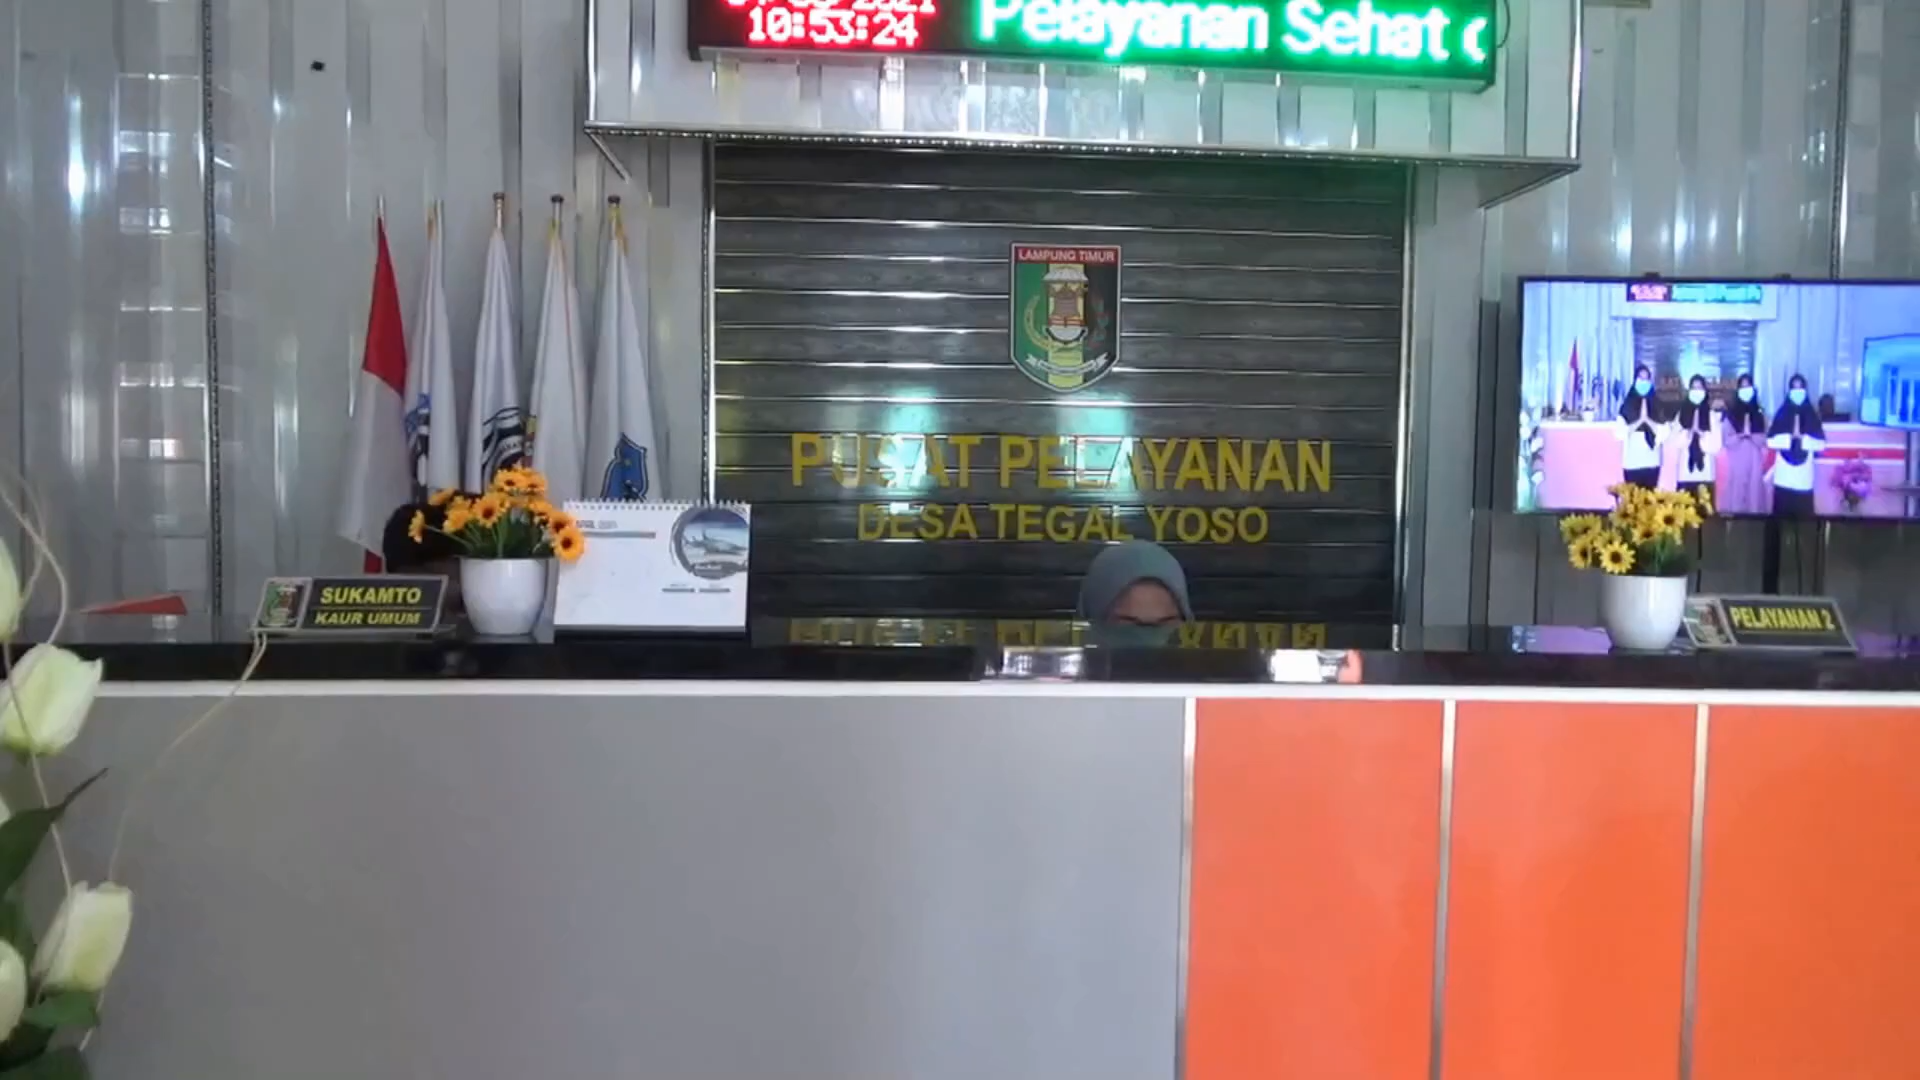 10:53:24
Pelayanan Sehat
LAMPUNG TIMUR
PUSAT PELAYANAN
DESA TEGAL YOSO
SUKAMTO
KAUR UMUM
PELAYANAN 2